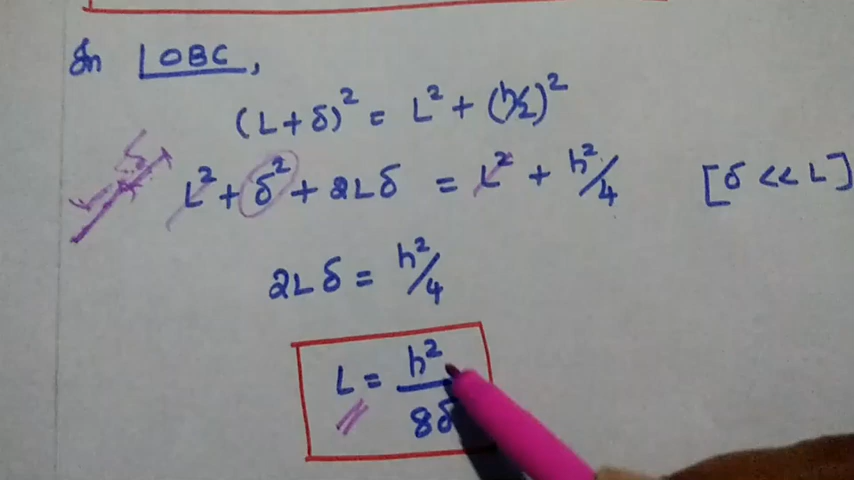 In ∟OBC,
(L+δ)² = L² + (h/2)²
L² + δ² + 2Lδ = L² + h²/4 [δ << L]
2Lδ = h²/4
L = h²/8δ